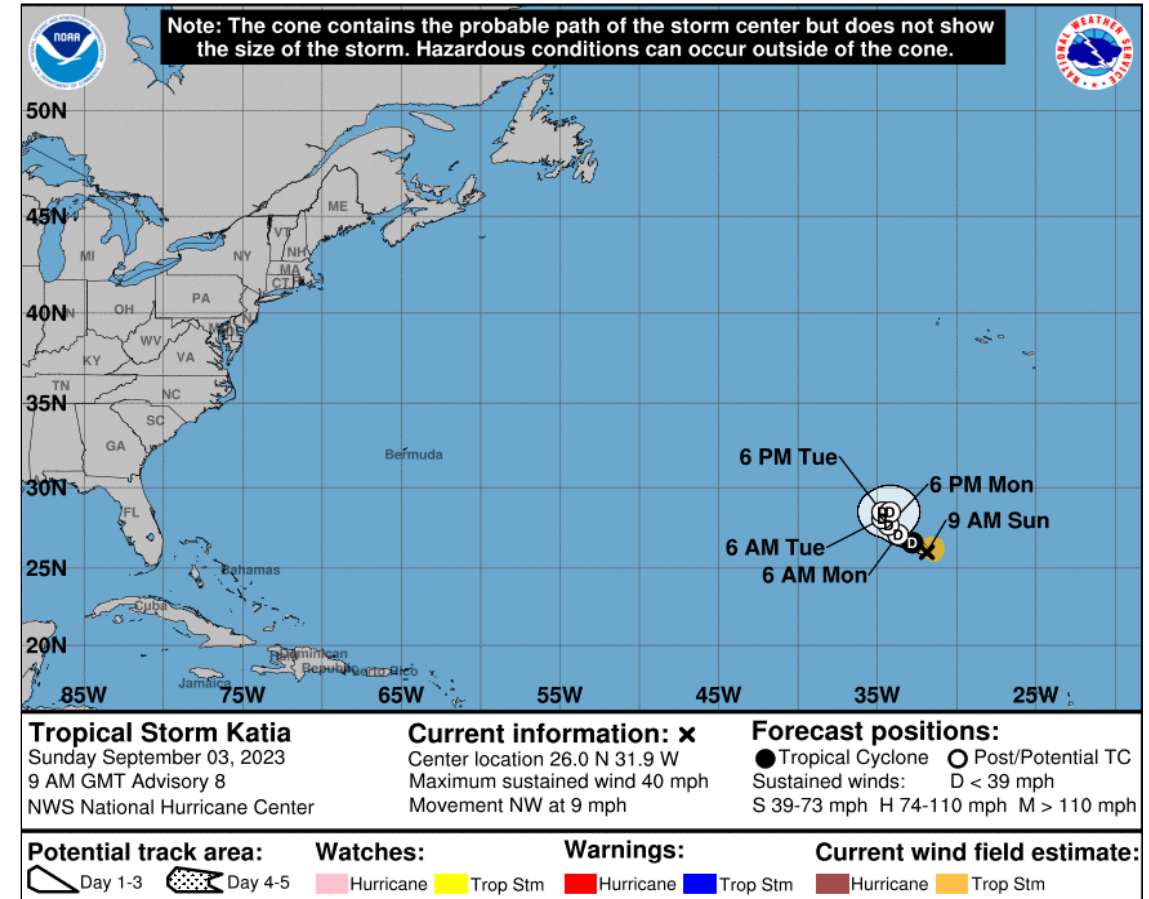 Note: The cone contains the probable path of the storm center but does not show
the size of the storm. Hazardous conditions can occur outside of the cone.
NOAA
NATIONAL WEATHER SERVICE
50N
45N
40N
35N
30N
25N
20N
ME
VT
NH
MI
NY
MA
CT
PA
OH
WV
VA
KY
TN
NC
SC
GA
FL
Bermuda
Bahamas
Cuba
Dominican
Republic
Jamaica
Puerto Rico
6 PM Tue
6 PM Mon
9 AM Sun
6 AM Tue
6 AM Mon
D
D
D
D
D
85W
75W
65W
55W
45W
35W
25W
Tropical Storm Katia
Sunday September 03, 2023
9 AM GMT Advisory 8
NWS National Hurricane Center
Current information: x
Center location 26.0 N 31.9 W
Maximum sustained wind 40 mph
Movement NW at 9 mph
Forecast positions:
Tropical Cyclone Post/Potential TC
Sustained winds: D < 39 mph
S 39-73 mph H 74-110 mph M > 110 mph
Potential track area:
Day 1-3 Day 4-5
Watches:
Hurricane Trop Stm
Warnings:
Hurricane Trop Stm
Current wind field estimate:
Hurricane Trop Stm